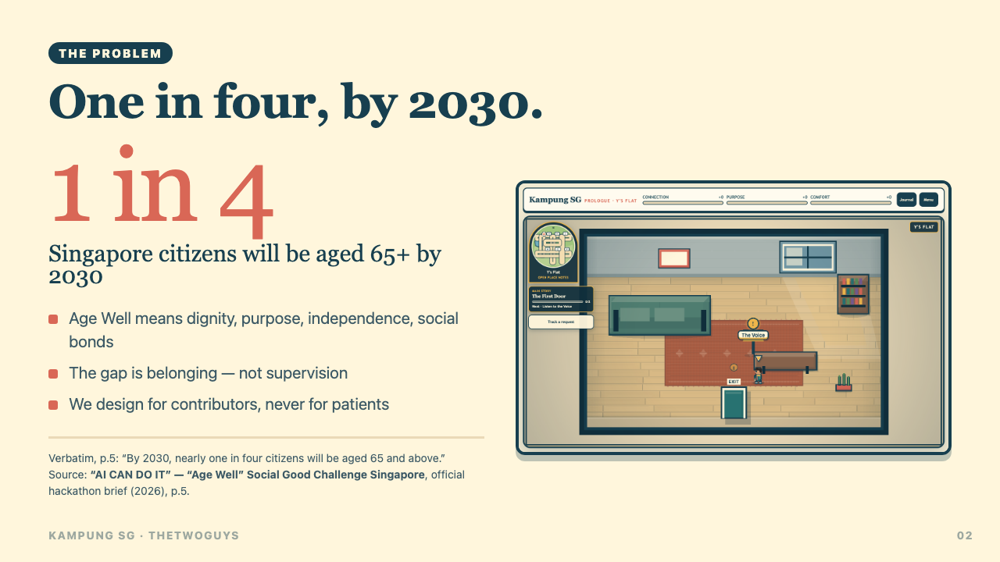 THE PROBLEM
One in four, by 2030.
1 in 4
Singapore citizens will be aged 65+ by
2030
Age Well means dignity, purpose, independence, social
bonds
The gap is belonging — not supervision
We design for contributors, never for patients
Verbatim, p.5: “By 2030, nearly one in four citizens will be aged 65 and above.”
Source: “AI CAN DO IT” — “Age Well” Social Good Challenge Singapore, official
hackathon brief (2026), p.5.
Kampung SG PROLOGUE · Y'S FLAT
CONNECTION +0 PURPOSE +0 COMFORT +0
Journal Menu
Y'S FLAT
Y's Flat
OPEN PLACE NOTES
MAIN STORY
The First Door
Next · Listen to the Voice
Track a request
The Voice
EXIT
KAMPUNG SG · THETWOGUYS
02